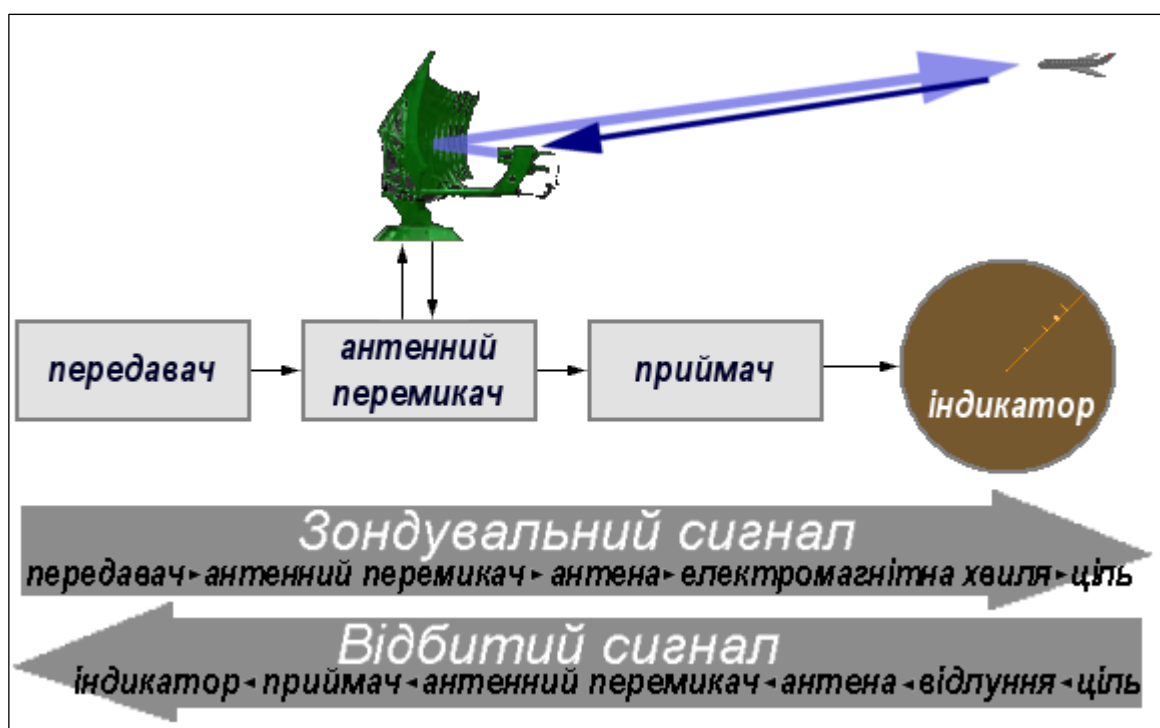 передавач
антенний
перемикач
приймач
індикатор
Зондувальний сигнал
передавач▸антенний перемикач▸антена▸електромагнітна хвиля▸ціль
Відбитий сигнал
індикатор◂приймач◂антенний перемикач◂антена◂відлуння◂ціль